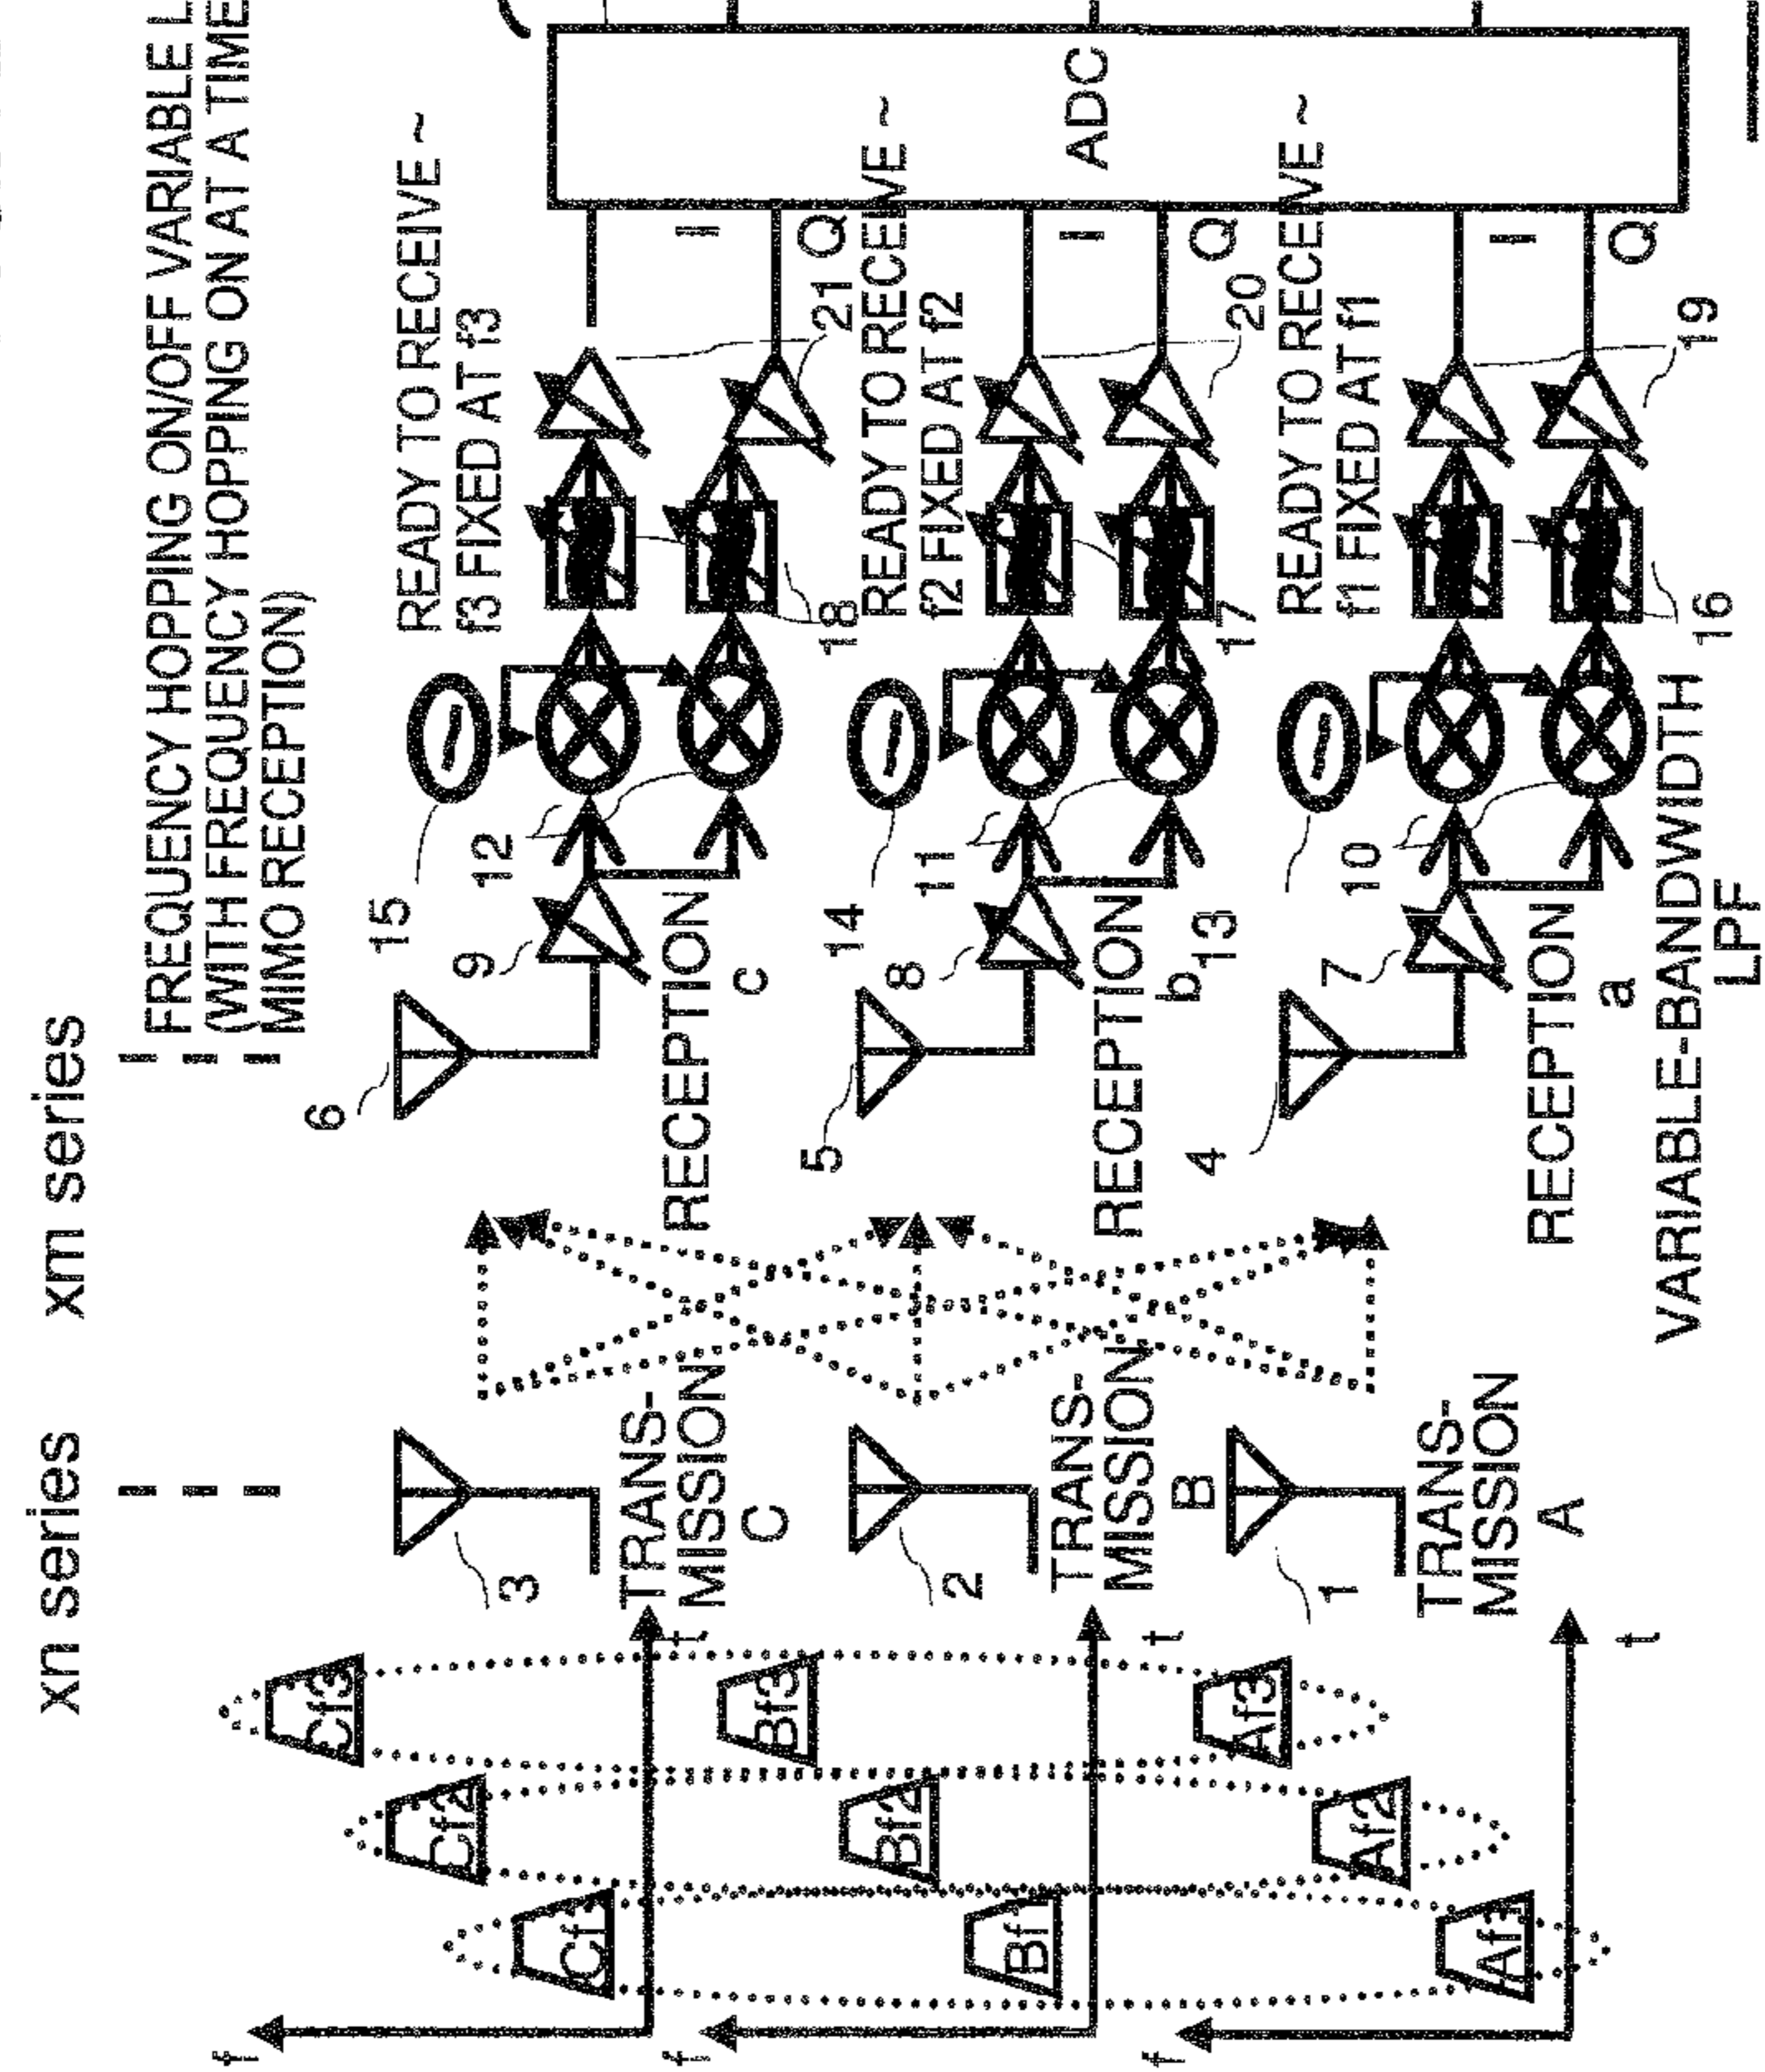 xn series
xm series
FREQUENCY HOPPING ON/OFF VARIABLE
(WITH FREQUENCY HOPPING ON AT A TIME
MIMO RECEPTION)
f
Cf1
Cf2
Cf3
t
3
TRANS-
MISSION
C
6
15
9
12
RECEPTION
c
READY TO RECEIVE ~
f3 FIXED AT f3
18
21
I
Q
f
Bf1
Bf2
Bf3
t
2
TRANS-
MISSION
B
5
14
8
11
RECEPTION
b
13
READY TO RECEIVE ~
f2 FIXED AT f2
17
20
I
Q
ADC
f
Af1
Af2
Af3
t
1
TRANS-
MISSION
A
4
7
10
RECEPTION
a
READY TO RECEIVE ~
f1 FIXED AT f1
16
19
I
Q
VARIABLE-BANDWIDTH
LPF